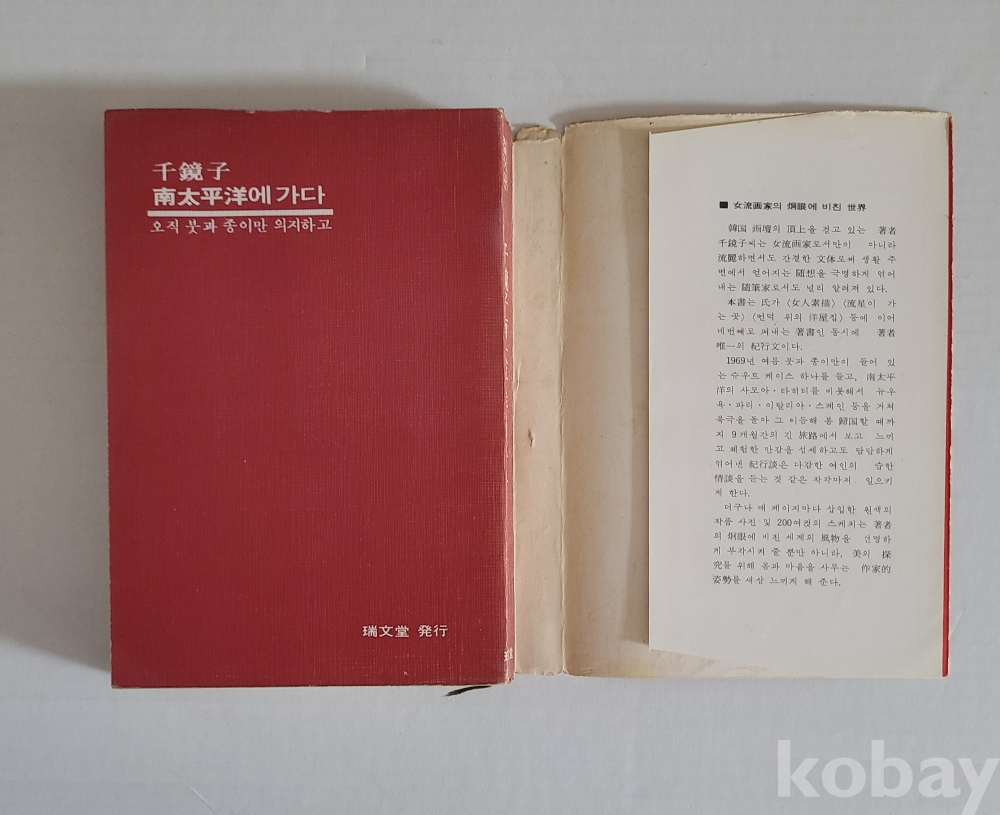 千鏡子
南太平洋에 가다
오직 붓과 종이만 의지하고
瑞文堂 発行
■ 女流画家의 炯眼에 비친 世界
韓国 画壇의 頂上을 걷고 있는 著者
千鏡子씨는 女流画家로서만이 아니라
流麗하면서도 간결한 文体로써 생활 주
변에서 얻어지는 随想을 극명하게 엮어
내는 随筆家로서도 널리 알려져 있다.
本書는 氏가 〈女人素描〉 〈流星이 가
는 곳〉 〈언덕 위의 洋屋집〉 등에 이어
네번째로 펴내는 著書인 동시에 著者
唯一의 紀行文이다.
1969년 여름 붓과 종이만이 들어 있
는 슈우트 케이스 하나를 들고, 南太平
洋의 사모아·타히티를 비롯해서 뉴우
욕·파리·이탈리아·스페인 등을 거쳐
북극을 돌아 그 이듬해 봄 歸国할 때까
지 9개월간의 긴 旅路에서 보고 느끼
고 체험한 만감을 섬세하고도 담담하게
엮어낸 紀行談은 다감한 여인의 슬한
情談을 듣는 것 같은 착각마저 일으키
게 한다.
더구나 매 페이지마다 삽입한 원색의
작품 사진 및 200여컷의 스케치는 著者
의 炯眼에 비친 세계의 風物을 선명하
게 부각시켜 줄 뿐만 아니라, 美의 探
究를 위해 몸과 마음을 사루는 作家的
姿勢를 새삼 느끼게 해 준다.
kobay